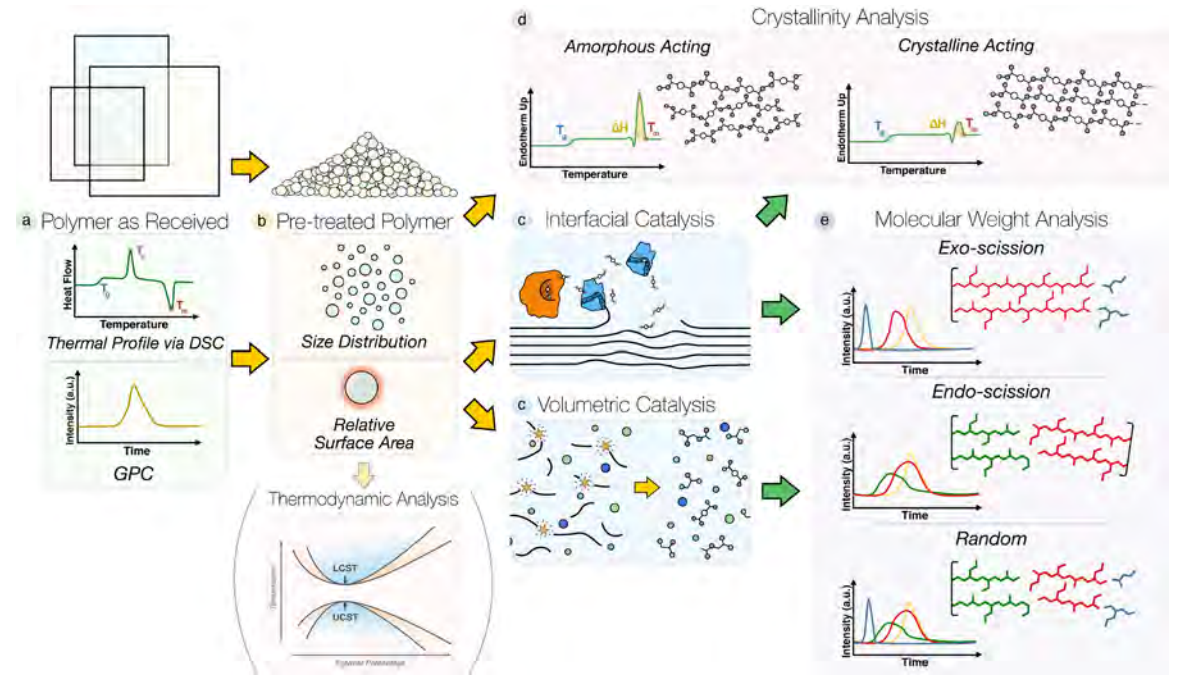 d
Crystallinity Analysis
Amorphous Acting
Crystalline Acting
Endotherm Up
Tg
ΔH
Tm
Temperature
Endotherm Up
Tg
ΔH
Tm
Temperature
a Polymer as Received
Heat Flow
Tg
Tc
Tm
Temperature
Thermal Profile via DSC
Intensity (a.u.)
Time
GPC
b Pre-treated Polymer
Size Distribution
Relative
Surface Area
Thermodynamic Analysis
LCST
UCST
c Interfacial Catalysis
c' Volumetric Catalysis
e Molecular Weight Analysis
Exo-scission
Intensity (a.u.)
Time
Endo-scission
Intensity (a.u.)
Time
Random
Intensity (a.u.)
Time